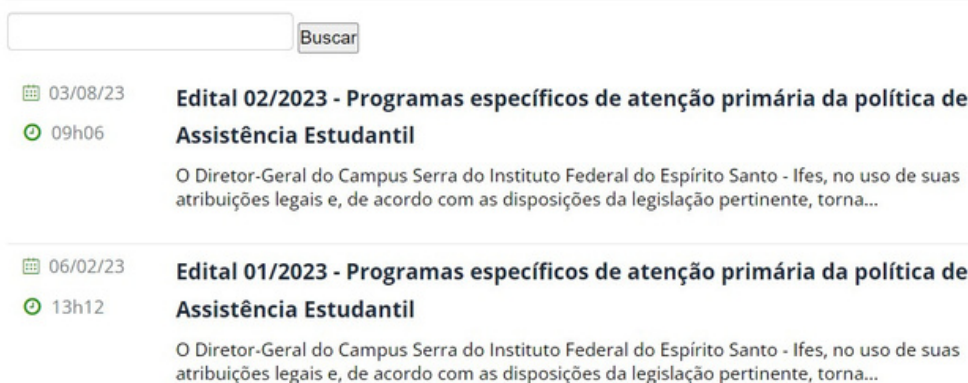 Buscar
03/08/23
Edital 02/2023 - Programas específicos de atenção primária da política de
09h06
Assistência Estudantil
O Diretor-Geral do Campus Serra do Instituto Federal do Espírito Santo - Ifes, no uso de suas
atribuições legais e, de acordo com as disposições da legislação pertinente, torna...
06/02/23
Edital 01/2023 - Programas específicos de atenção primária da política de
13h12
Assistência Estudantil
O Diretor-Geral do Campus Serra do Instituto Federal do Espírito Santo - Ifes, no uso de suas
atribuições legais e, de acordo com as disposições da legislação pertinente, torna...